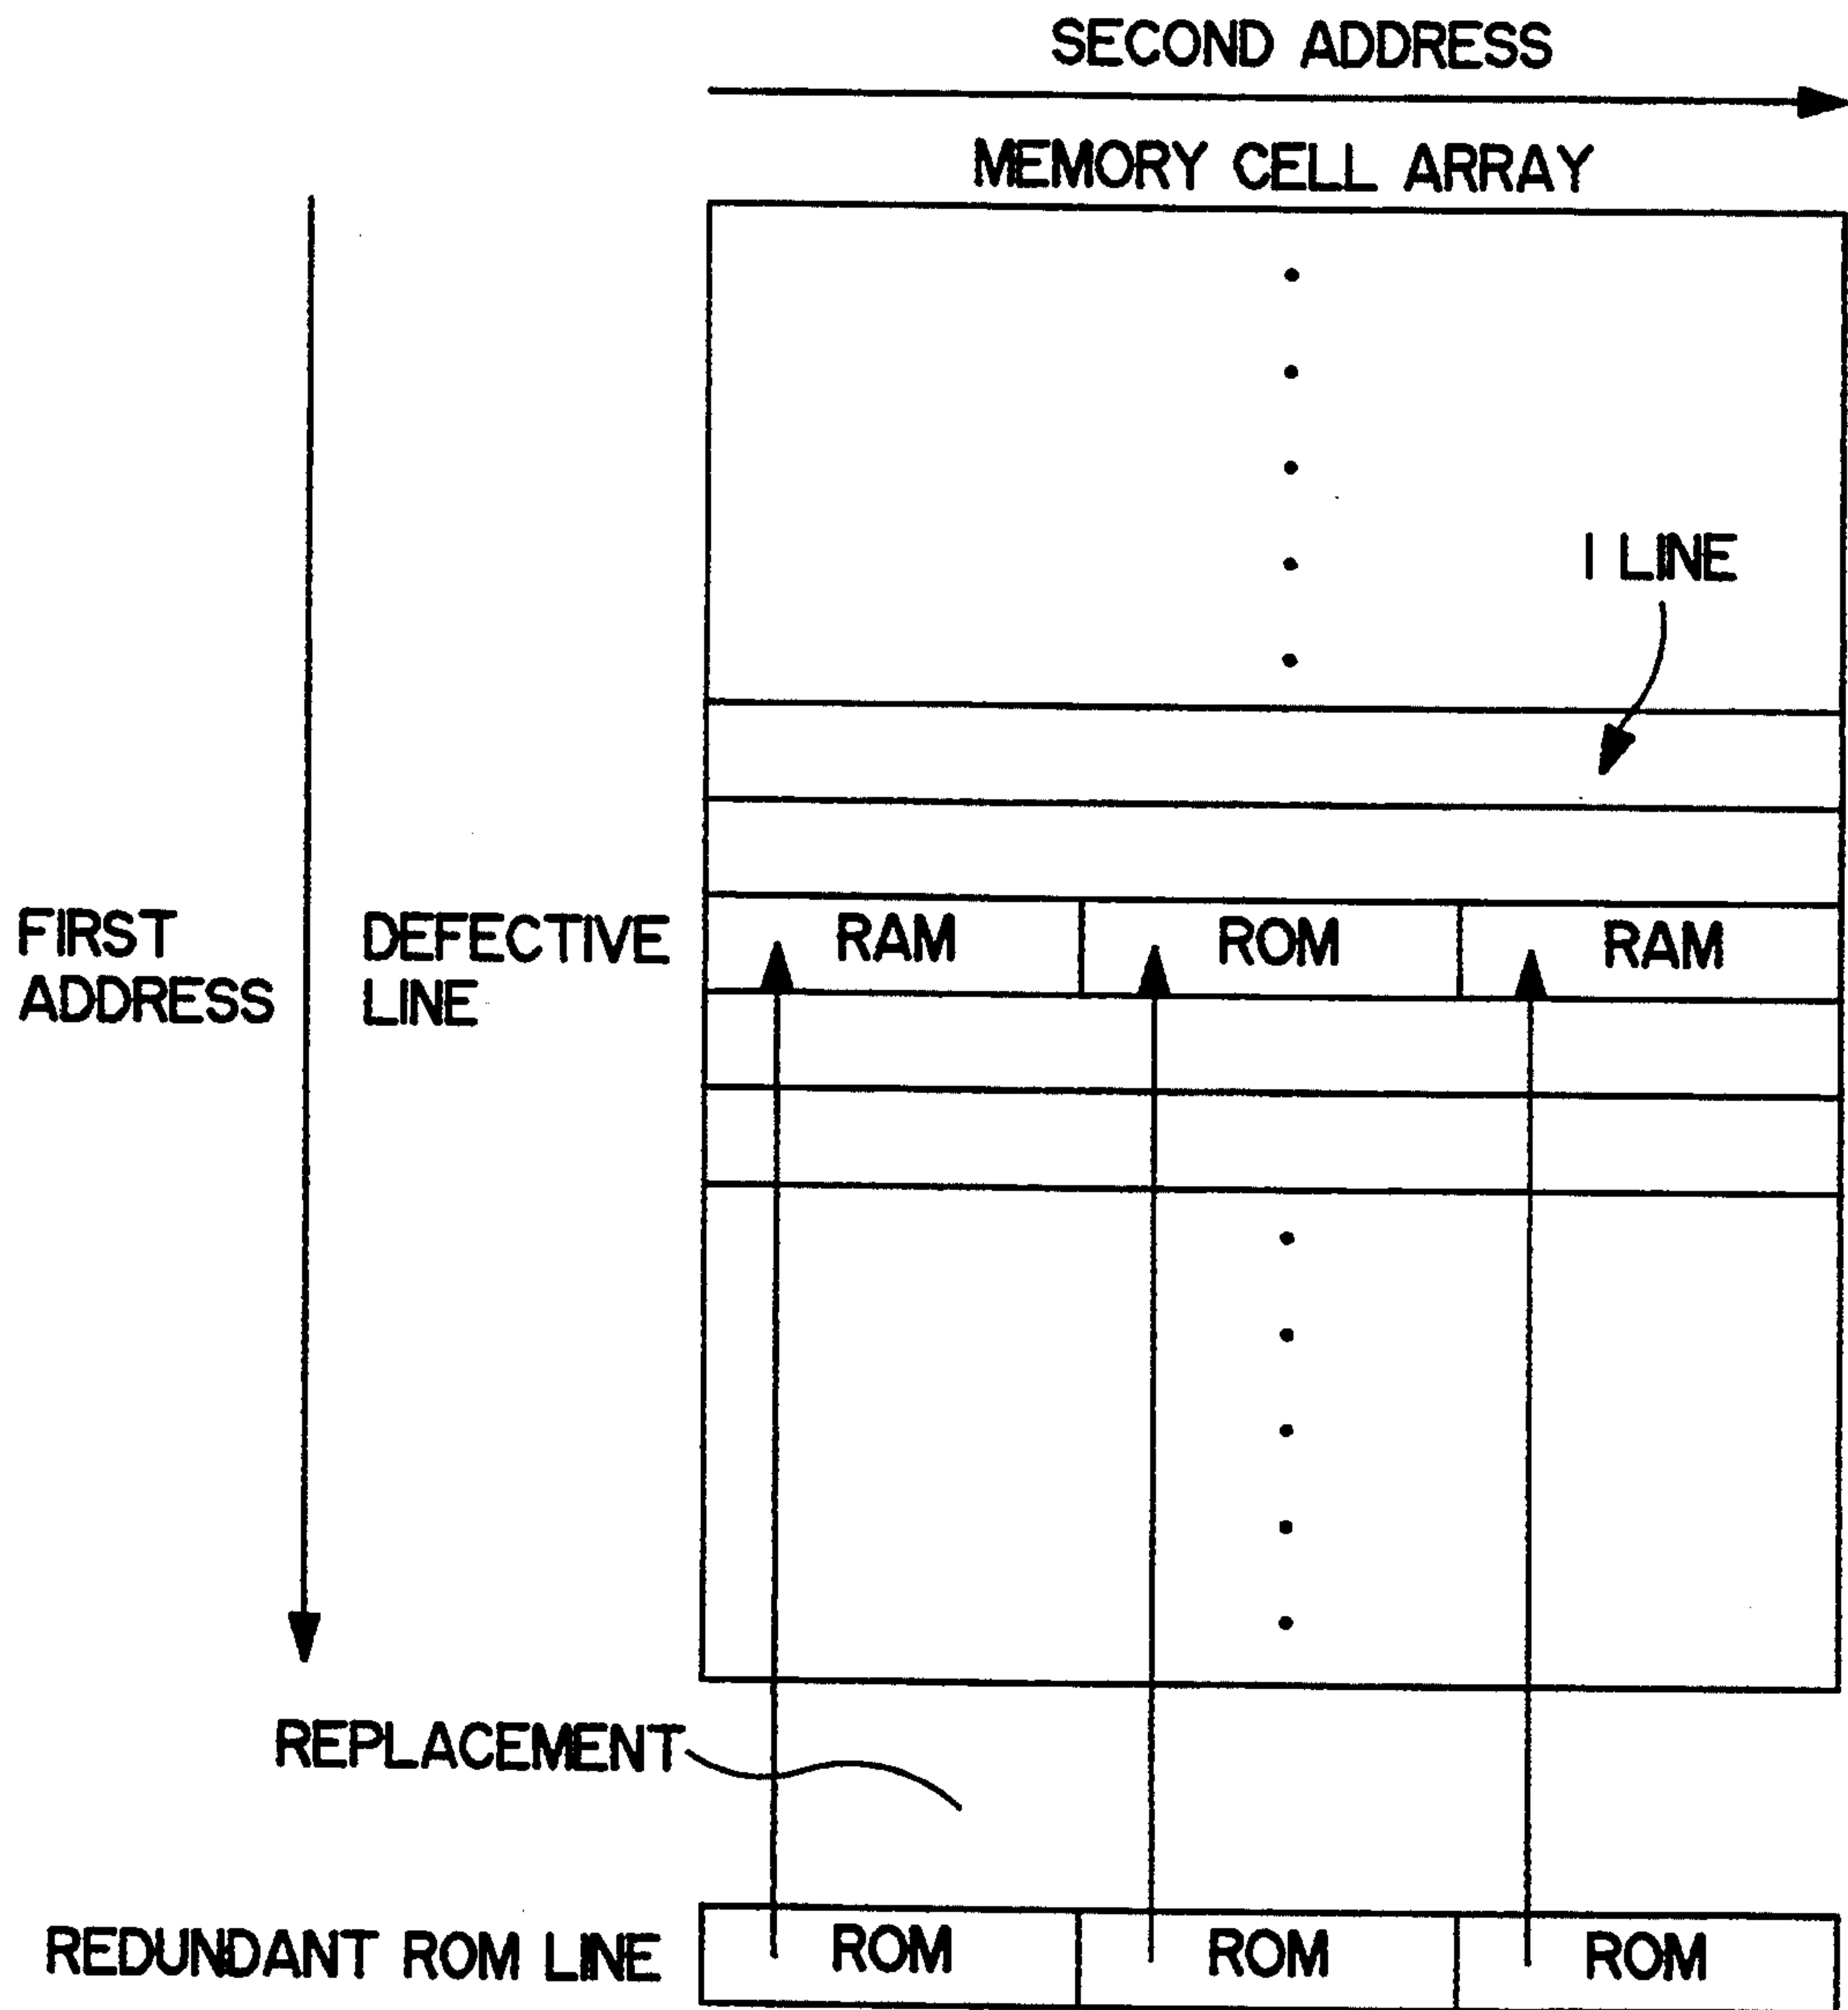 SECOND ADDRESS
MEMORY CELL ARRAY
I LINE
FIRST
ADDRESS
DEFECTIVE
LINE
RAM
ROM
RAM
REPLACEMENT
REDUNDANT ROM LINE
ROM
ROM
ROM